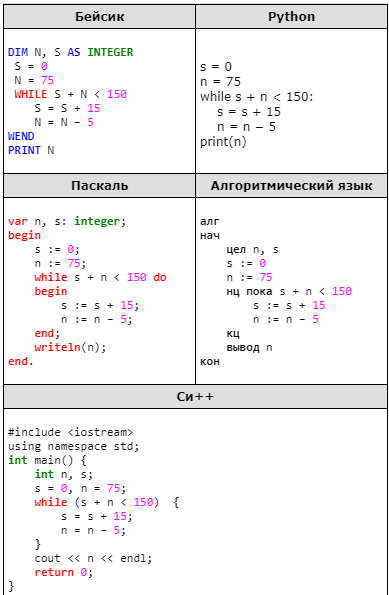 Бейсик
DIM N, S AS INTEGER
S = 0
N = 75
WHILE S + N < 150
S = S + 15
N = N − 5
WEND
PRINT N
Python
s = 0
n = 75
while s + n < 150:
s = s + 15
n = n − 5
print(n)
Паскаль
var n, s: integer;
begin
s := 0;
n := 75;
while s + n < 150 do
begin
s := s + 15;
n := n − 5;
end;
writeln(n);
end.
Алгоритмический язык
алг
нач
цел n, s
s := 0
n := 75
нц пока s + n < 150
s := s + 15
n := n − 5
кц
вывод n
кон
Си++
#include <iostream>
using namespace std;
int main() {
int n, s;
s = 0, n = 75;
while (s + n < 150) {
s = s + 15;
n = n − 5;
}
cout << n << endl;
return 0;
}